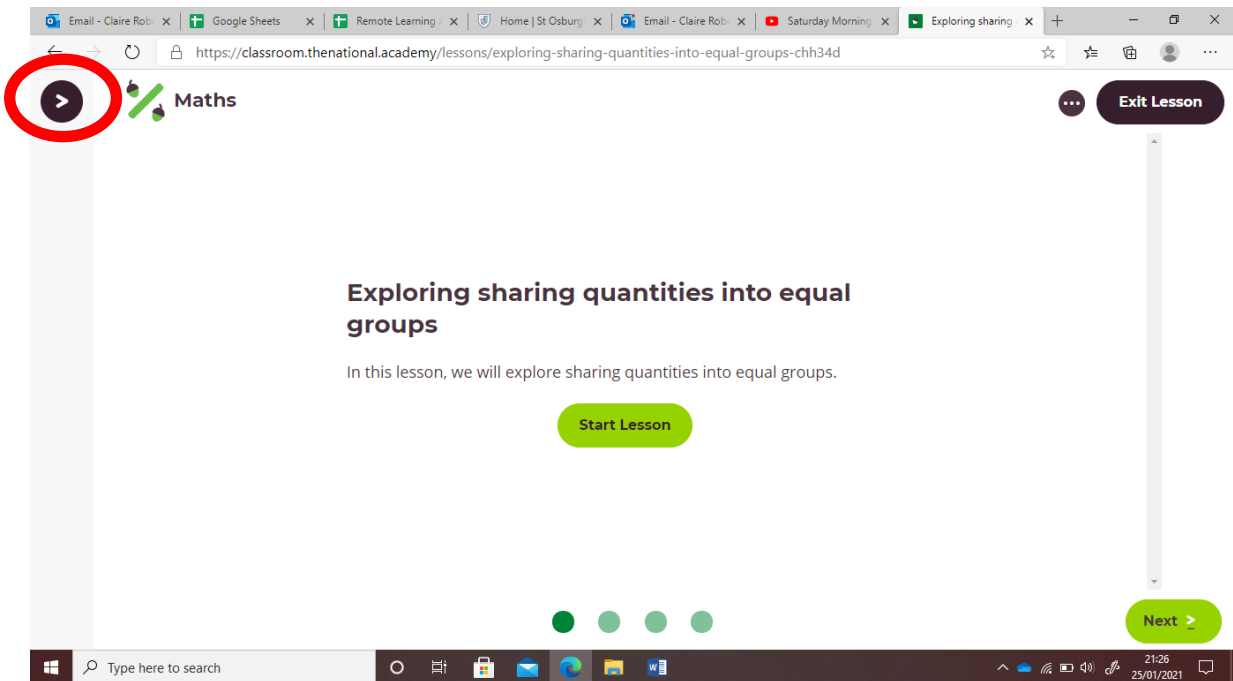 Email - Claire Rob
Google Sheets
Remote Learning
Home | St Osburg
Email - Claire Rob
Saturday Morning
Exploring sharing
https://classroom.thenational.academy/lessons/exploring-sharing-quantities-into-equal-groups-chh34d
Maths
Exit Lesson
Exploring sharing quantities into equal
groups
In this lesson, we will explore sharing quantities into equal groups.
Start Lesson
Next >
Type here to search
21:26
25/01/2021